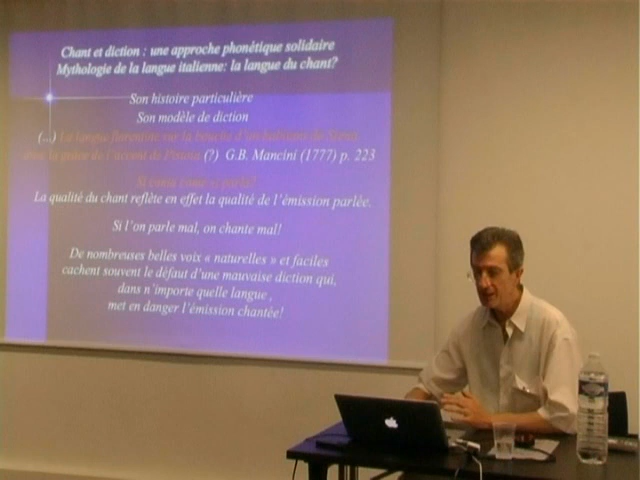 Chant et diction : une approche phonétique solidaire
Mythologie de la langue italienne: la langue du chant?
Son histoire particulière
Son modèle de diction
(...) La langue florentine sur la bouche d'un habitant de Sienne
avec la grâce de l'accent de Pistoia (?) G.B. Mancini (1777) p. 223
Si canta come si parla!
La qualité du chant reflète en effet la qualité de l'émission parlée.
Si l'on parle mal, on chante mal!
De nombreuses belles voix « naturelles » et faciles
cachent souvent le défaut d'une mauvaise diction qui,
dans n'importe quelle langue ,
met en danger l'émission chantée!